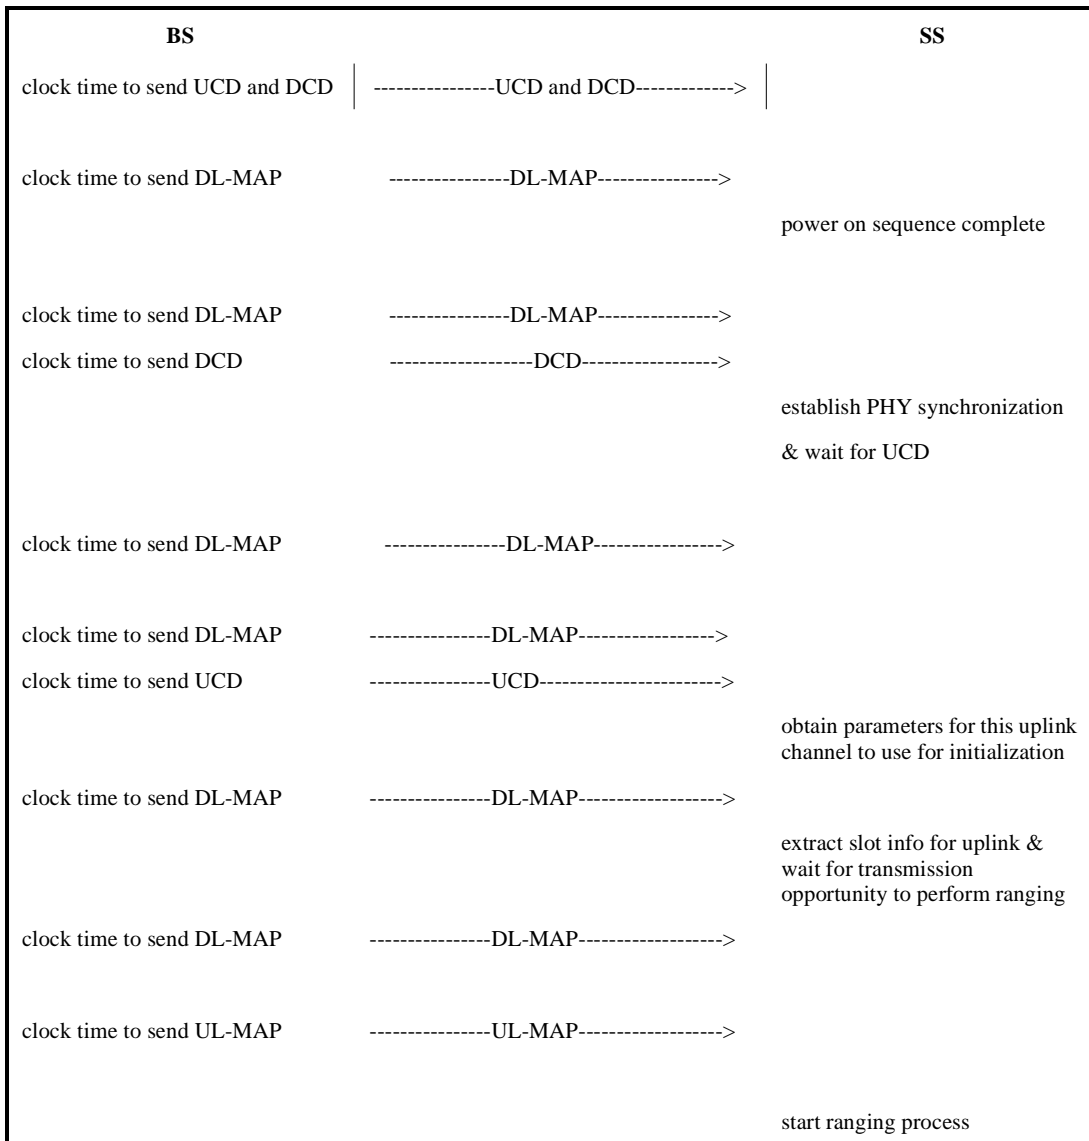 BS SS
clock time to send UCD and DCD ----------------UCD and DCD------------->
clock time to send DL-MAP ----------------DL-MAP---------------->
power on sequence complete
clock time to send DL-MAP ----------------DL-MAP---------------->
clock time to send DCD -------------------DCD------------------>
establish PHY synchronization
& wait for UCD
clock time to send DL-MAP ----------------DL-MAP----------------->
clock time to send DL-MAP ----------------DL-MAP------------------>
clock time to send UCD ----------------UCD------------------------>
obtain parameters for this uplink
channel to use for initialization
clock time to send DL-MAP ----------------DL-MAP------------------->
extract slot info for uplink &
wait for transmission
opportunity to perform ranging
clock time to send DL-MAP ----------------DL-MAP------------------->
clock time to send UL-MAP ----------------UL-MAP------------------->
start ranging process